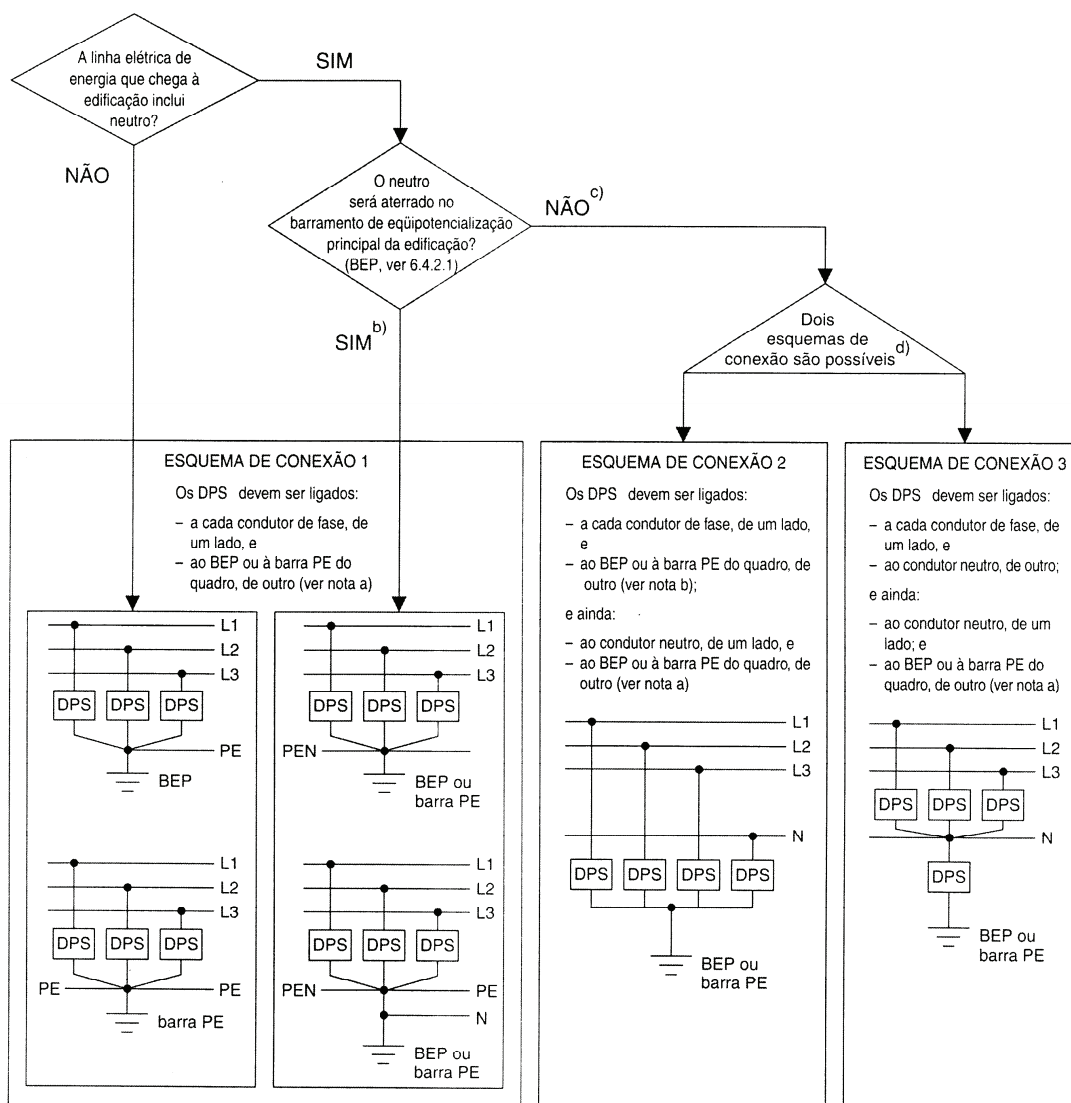 A linha elétrica de
energia que chega à
edificação inclui
neutro?
SIM
NÃO
O neutro
será aterrado no
barramento de eqüipotencialização
principal da edificação?
(BEP, ver 6.4.2.1)
NÃO c)
SIM b)
Dois
esquemas de
conexão são possíveis d)
ESQUEMA DE CONEXÃO 1
Os DPS devem ser ligados:
– a cada condutor de fase, de
um lado, e
– ao BEP ou à barra PE do
quadro, de outro (ver nota a)
L1
L2
L3
DPS DPS DPS
PE
BEP
L1
L2
L3
DPS DPS DPS
PEN
BEP ou
barra PE
L1
L2
L3
DPS DPS DPS
PE PE
barra PE
L1
L2
L3
DPS DPS DPS
PEN PE
N
BEP ou
barra PE
ESQUEMA DE CONEXÃO 2
Os DPS devem ser ligados:
– a cada condutor de fase, de um lado,
e
– ao BEP ou à barra PE do quadro, de
outro (ver nota b);
e ainda:
– ao condutor neutro, de um lado, e
– ao BEP ou à barra PE do quadro, de
outro (ver nota a)
L1
L2
L3
N
DPS DPS DPS DPS
BEP ou
barra PE
ESQUEMA DE CONEXÃO 3
Os DPS devem ser ligados:
– a cada condutor de fase, de
um lado, e
– ao condutor neutro, de outro;
e ainda:
– ao condutor neutro, de um
lado; e
– ao BEP ou à barra PE do
quadro, de outro (ver nota a)
L1
L2
L3
DPS DPS DPS
N
DPS
BEP ou
barra PE